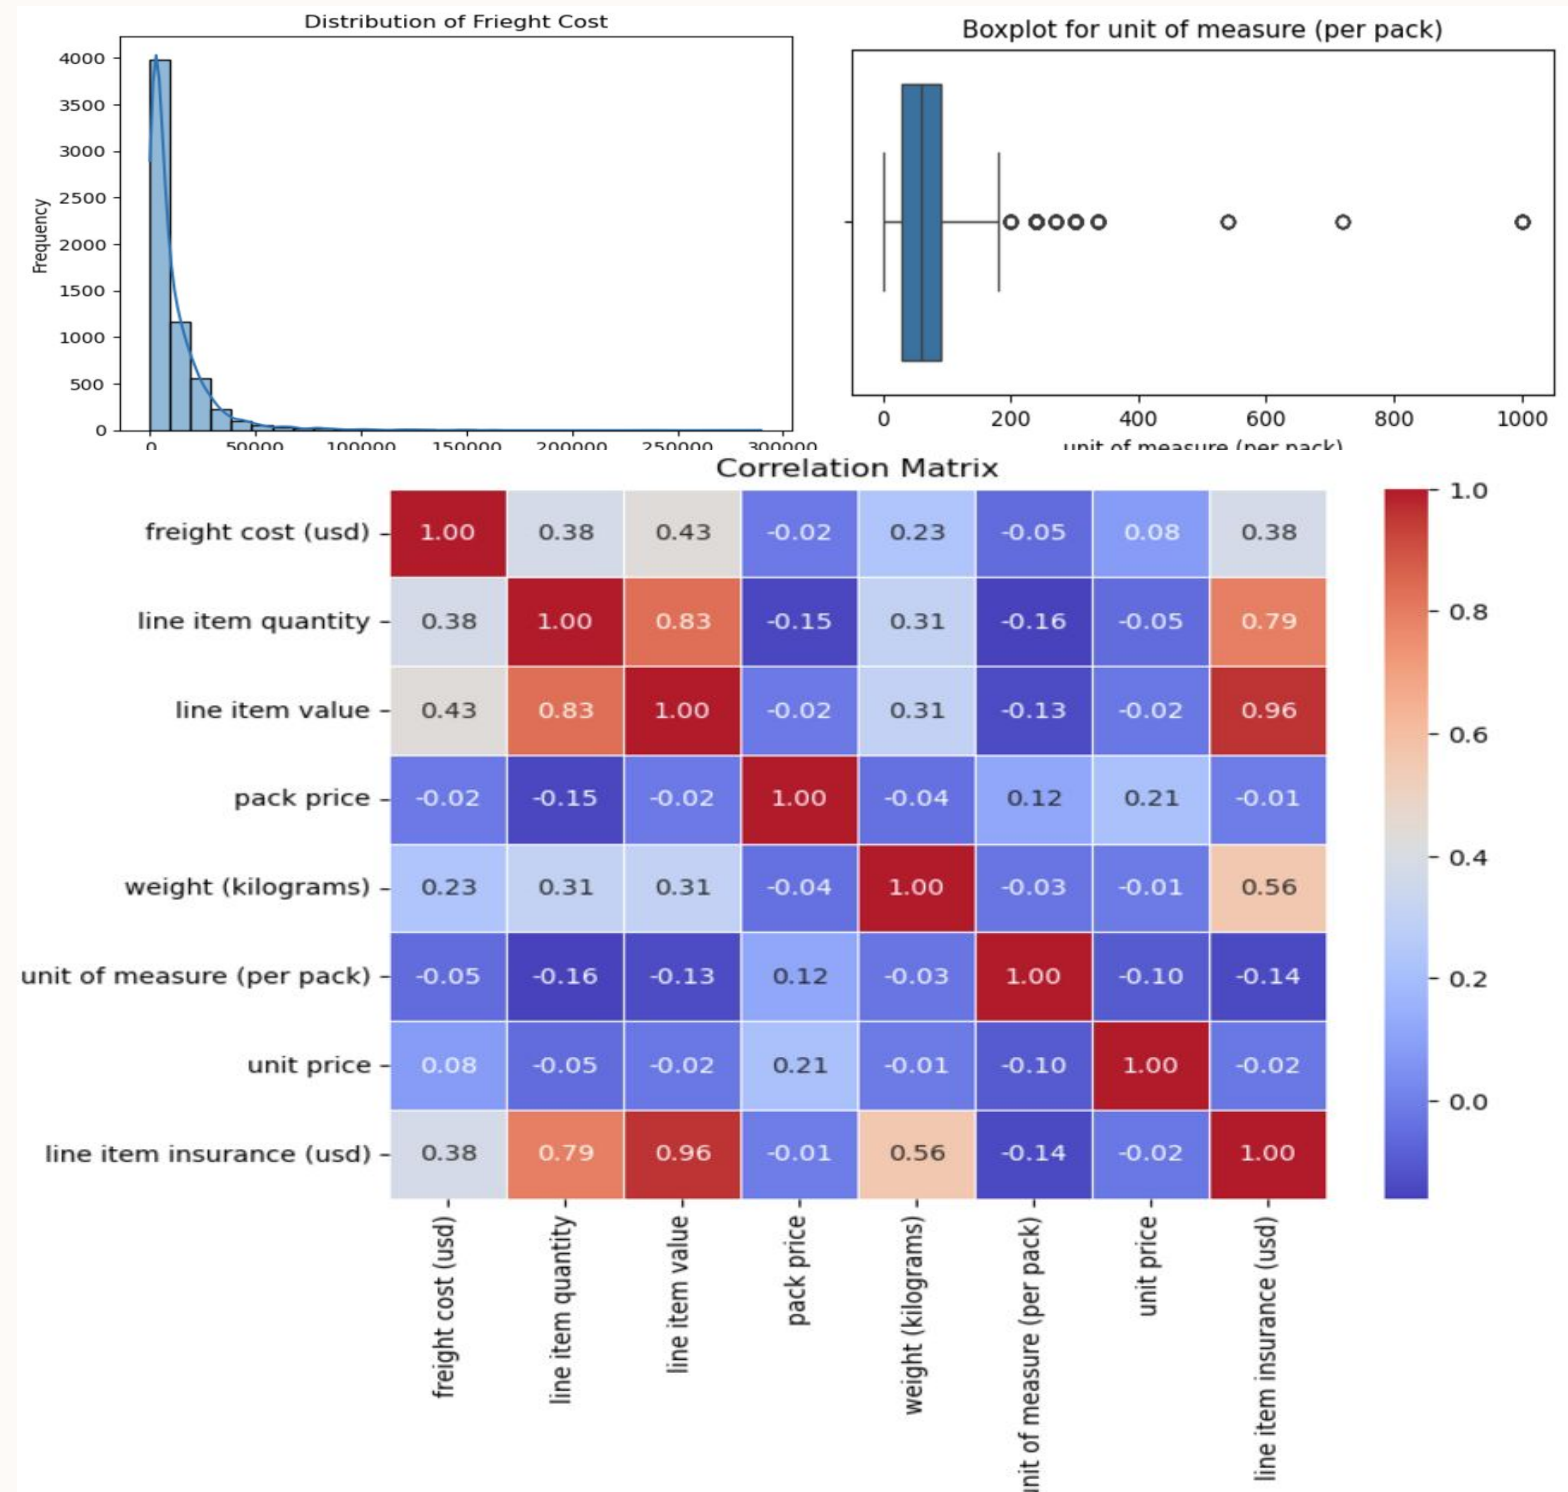 Distribution of Frieght Cost
4000
3500
3000
2500
2000
1500
1000
500
0
Frequency
0 50000 100000 150000 200000 250000 300000
Boxplot for unit of measure (per pack)
0 200 400 600 800 1000
unit of measure (per pack)
Correlation Matrix
freight cost (usd) 1.00 0.38 0.43 -0.02 0.23 -0.05 0.08 0.38
line item quantity 0.38 1.00 0.83 -0.15 0.31 -0.16 -0.05 0.79
line item value 0.43 0.83 1.00 -0.02 0.31 -0.13 -0.02 0.96
pack price -0.02 -0.15 -0.02 1.00 -0.04 0.12 0.21 -0.01
weight (kilograms) 0.23 0.31 0.31 -0.04 1.00 -0.03 -0.01 0.56
unit of measure (per pack) -0.05 -0.16 -0.13 0.12 -0.03 1.00 -0.10 -0.14
unit price 0.08 -0.05 -0.02 0.21 -0.01 -0.10 1.00 -0.02
line item insurance (usd) 0.38 0.79 0.96 -0.01 0.56 -0.14 -0.02 1.00
freight cost (usd)
line item quantity
line item value
pack price
weight (kilograms)
unit of measure (per pack)
unit price
line item insurance (usd)
1.0
0.8
0.6
0.4
0.2
0.0